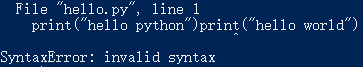 File "hello.py", line 1
print("hello python")print("hello world")
^
SyntaxError: invalid syntax